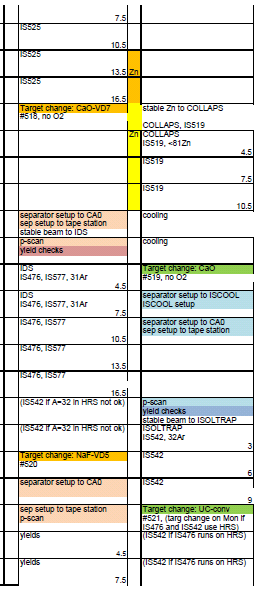 7.5
IS525
10.5
IS525
13.5 Zn
IS525
16.5
Target change: CaO-VD7 stable Zn to COLLAPS
#518, no O2
COLLAPS, IS519
Zn COLLAPS
IS519, <81Zn
4.5
IS519
7.5
IS519
10.5
separator setup to CA0 cooling
sep setup to tape station
stable beam to IDS
p-scan cooling
yield checks
IDS Target change: CaO
IS476, IS577, 31Ar #519, no O2
4.5
IDS separator setup to ISCOOL
IS476, IS577, 31Ar ISCOOL setup
7.5
IS476, IS577 separator setup to CA0
sep setup to tape station
10.5
IS476, IS577
13.5
IS476, IS577
16.5
(IS542 if A=32 in HRS not ok) p-scan
yield checks
stable beam to ISOLTRAP
(IS542 if A=32 in HRS not ok) ISOLTRAP
IS542, 32Ar
3
Target change: NaF-VD5 IS542
#520
6
separator setup to CA0 IS542
9
sep setup to tape station Target change: UC-conv
p-scan #521, (targ change on Mon if
IS476 and IS542 use HRS)
yields (IS542 if IS476 runs on HRS)
4.5
yields (IS542 if IS476 runs on HRS)
7.5